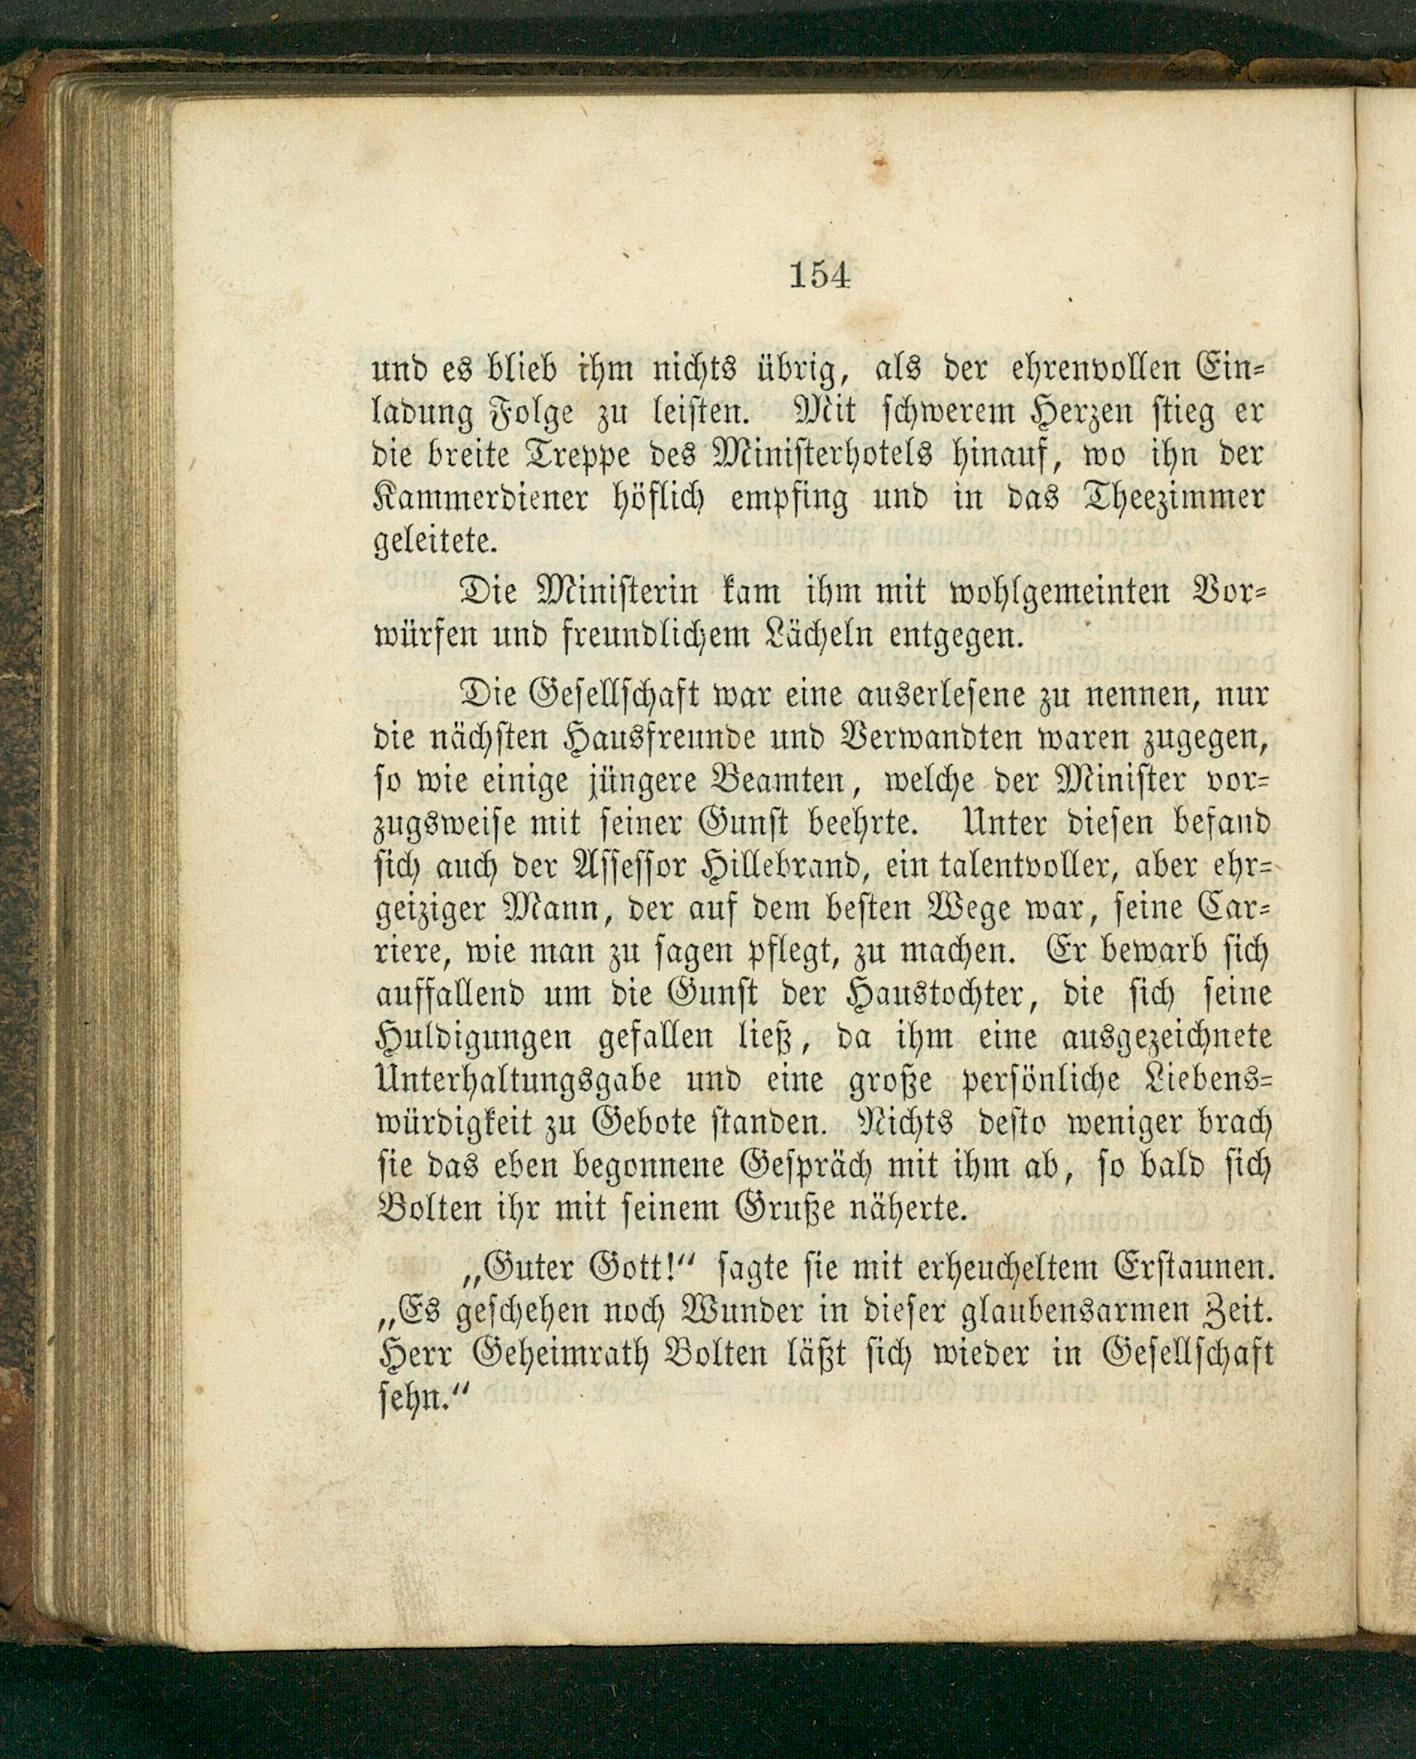 154
und es blieb ihm nichts übrig, als der ehrenvollen Ein-
ladung Folge zu leisten. Mit schwerem Herzen stieg er
die breite Treppe des Ministerhotels hinauf, wo ihn der
Kammerdiener höflich empfing und in das Theezimmer
geleitete.
Die Ministerin kam ihm mit wohlgemeinten Vor-
würfen und freundlichem Lächeln entgegen.
Die Gesellschaft war eine auserlesene zu nennen, nur
die nächsten Hausfreunde und Verwandten waren zugegen,
so wie einige jüngere Beamten, welche der Minister vor-
zugsweise mit seiner Gunst beehrte. Unter diesen befand
sich auch der Assessor Hillebrand, ein talentvoller, aber ehr-
geiziger Mann, der auf dem besten Wege war, seine Car-
riere, wie man zu sagen pflegt, zu machen. Er bewarb sich
auffallend um die Gunst der Haustochter, die sich seine
Huldigungen gefallen ließ, da ihm eine ausgezeichnete
Unterhaltungsgabe und eine große persönliche Liebens-
würdigkeit zu Gebote standen. Nichts desto weniger brach
sie das eben begonnene Gespräch mit ihm ab, so bald sich
Bolten ihr mit seinem Gruße näherte.
„Guter Gott!“ sagte sie mit erheucheltem Erstaunen.
„Es geschehen noch Wunder in dieser glaubensarmen Zeit.
Herr Geheimrath Bolten läßt sich wieder in Gesellschaft
sehn.“